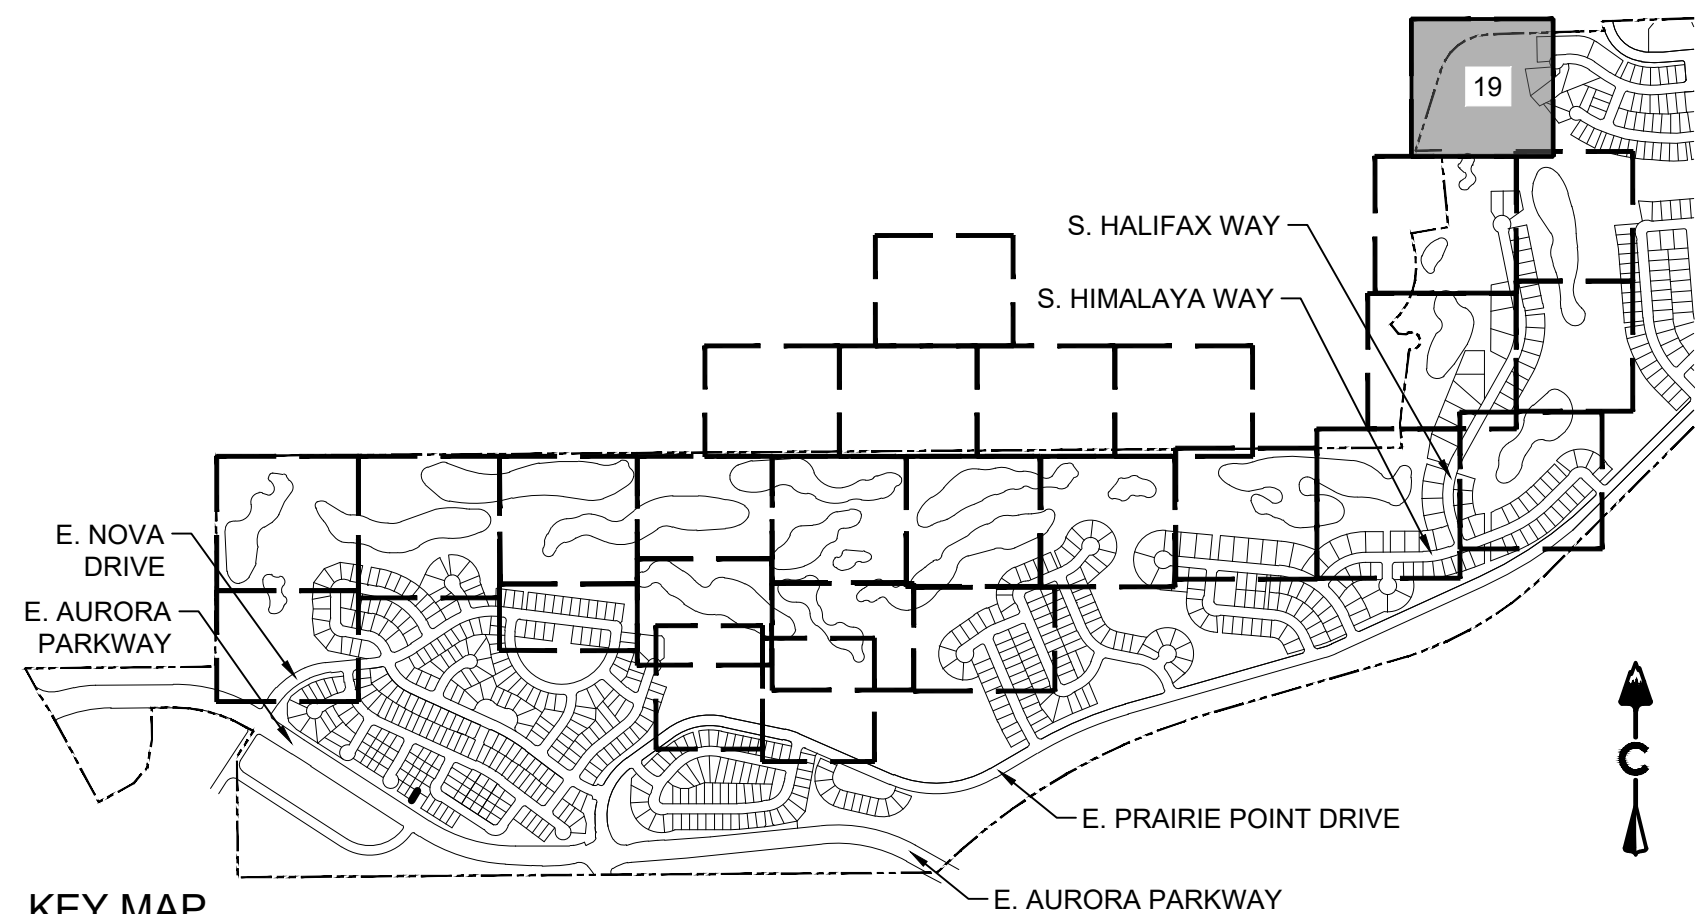 19
S. HALIFAX WAY
S. HIMALAYA WAY
E. NOVA
DRIVE
E. AURORA
PARKWAY
E. PRAIRIE POINT DRIVE
E. AURORA PARKWAY
KEY MAP